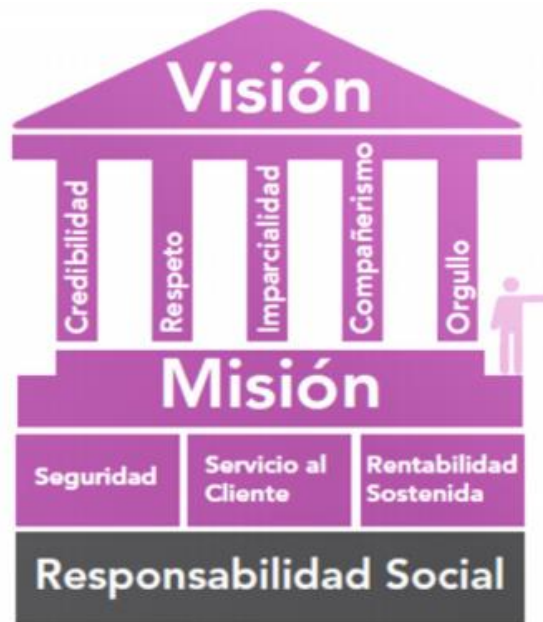 Visión
Credibilidad
Respeto
Imparcialidad
Compañerismo
Orgullo
Misión
Seguridad
Servicio al
Cliente
Rentabilidad
Sostenida
Responsabilidad Social